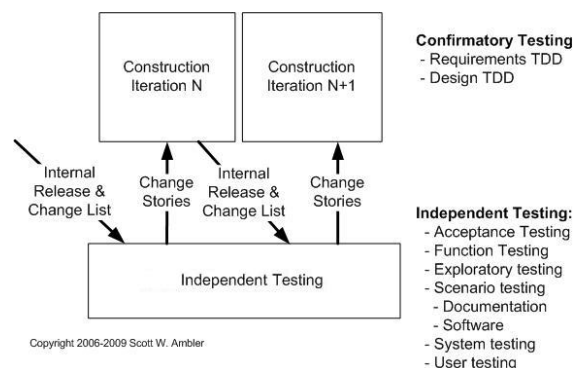 Construction
Iteration N
Construction
Iteration N+1
Confirmatory Testing
- Requirements TDD
- Design TDD
Internal
Release &
Change List
Change
Stories
Internal
Release &
Change List
Change
Stories
Independent Testing
Independent Testing:
- Acceptance Testing
- Function Testing
- Exploratory testing
- Scenario testing
- Documentation
- Software
- System testing
- User testing
Copyright 2006-2009 Scott W. Ambler